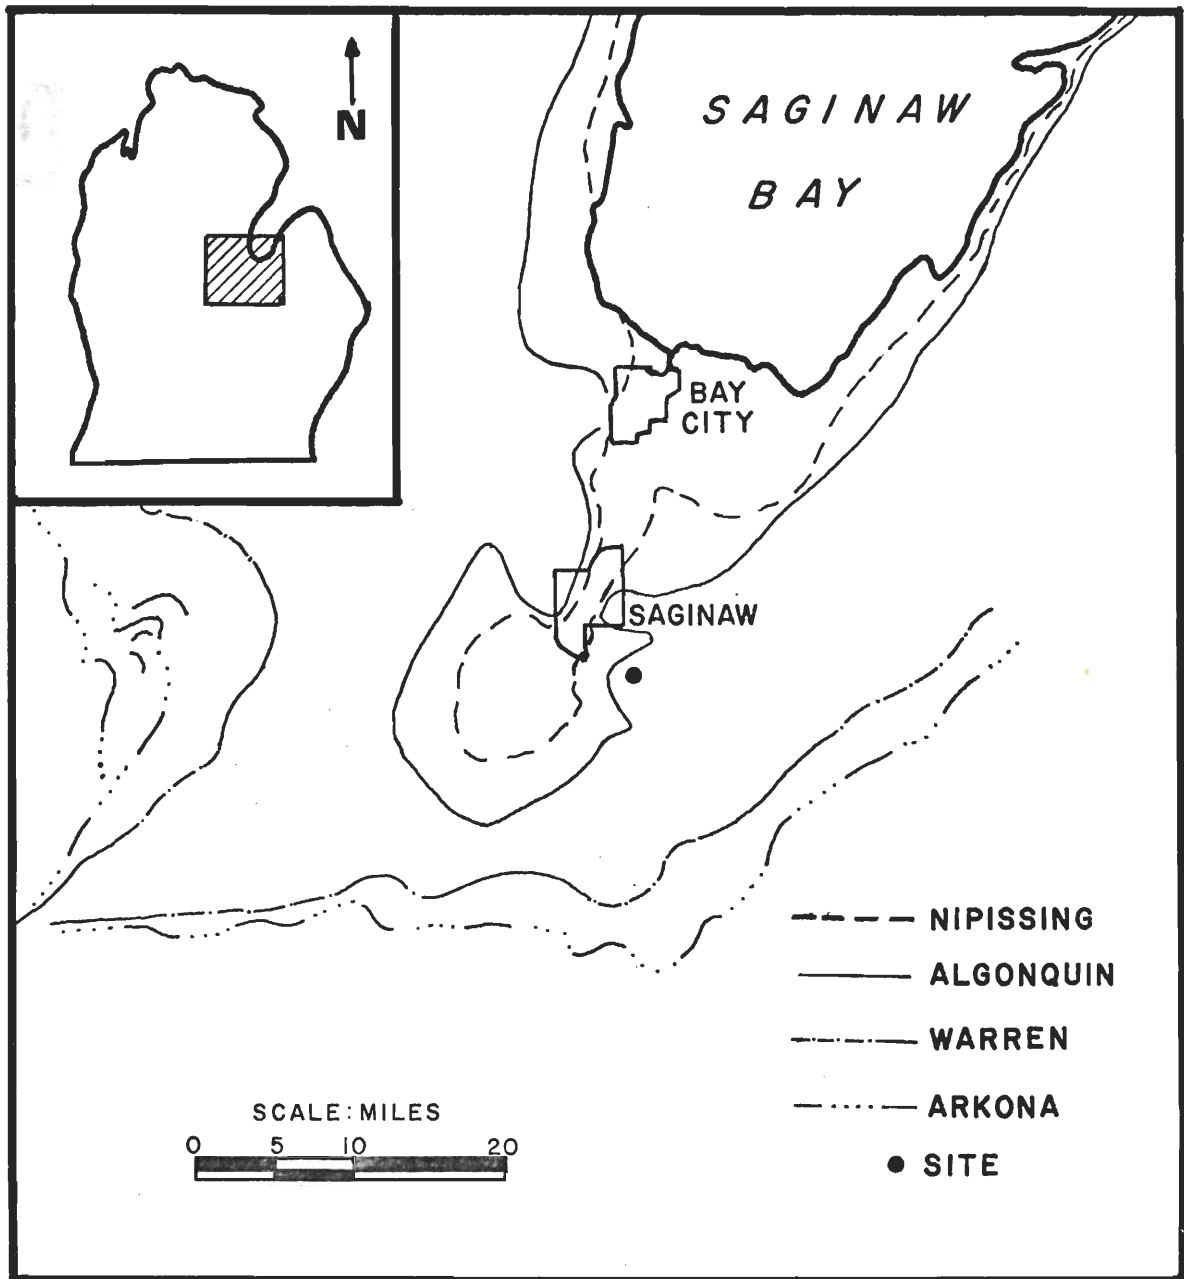 N
SAGINAW
BAY
BAY
CITY
SAGINAW
NIPISSING
ALGONQUIN
WARREN
ARKONA
SITE
SCALE: MILES
0 5 10 20